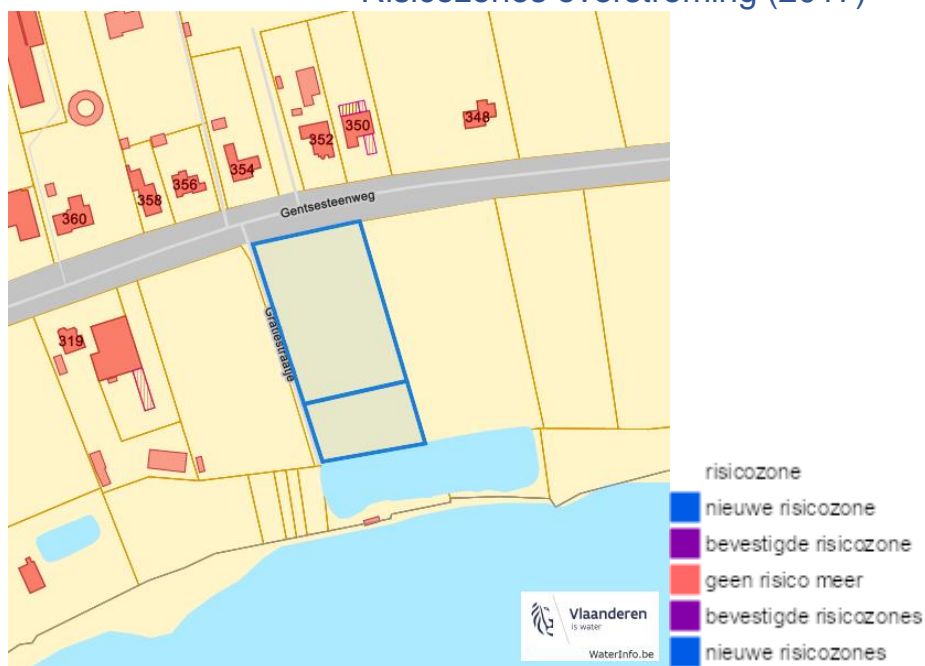 348
350
352
354
356
358
360
Gentsesteenweg
Gratiestraatje
319
risicozone
nieuwe risicozone
bevestigde risicozone
geen risico meer
bevestigde risicozones
nieuwe risicozones
Vlaanderen
is water
WaterInfo.be